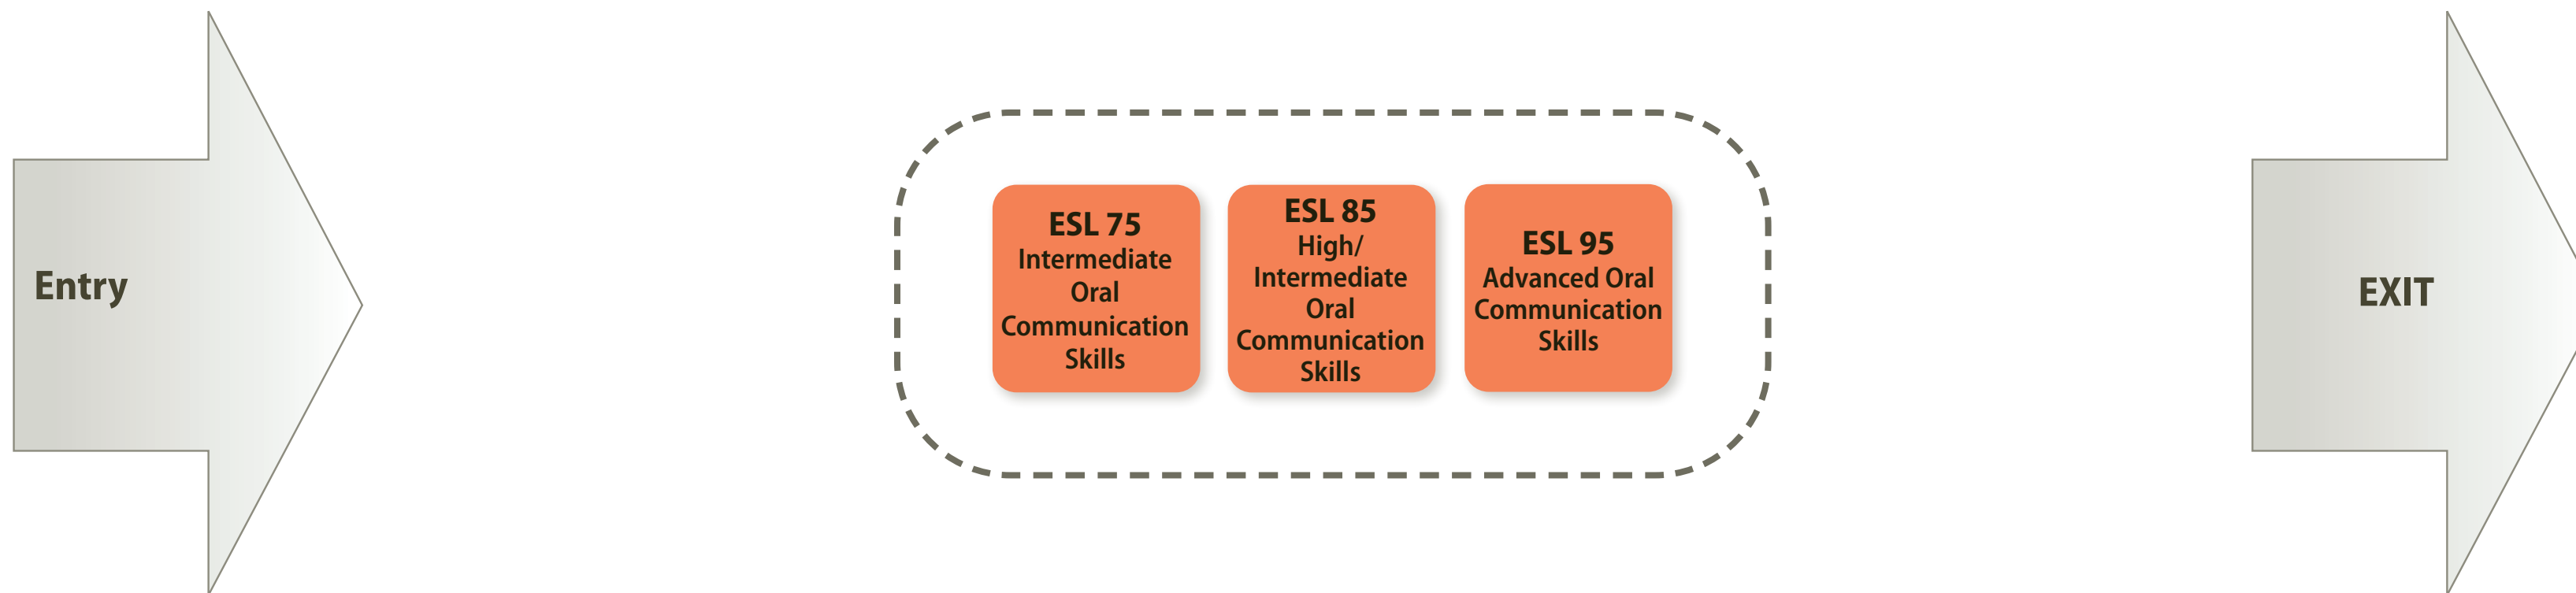 Entry
ESL 75
Intermediate
Oral
Communication
Skills
ESL 85
High/
Intermediate
Oral
Communication
Skills
ESL 95
Advanced Oral
Communication
Skills
EXIT